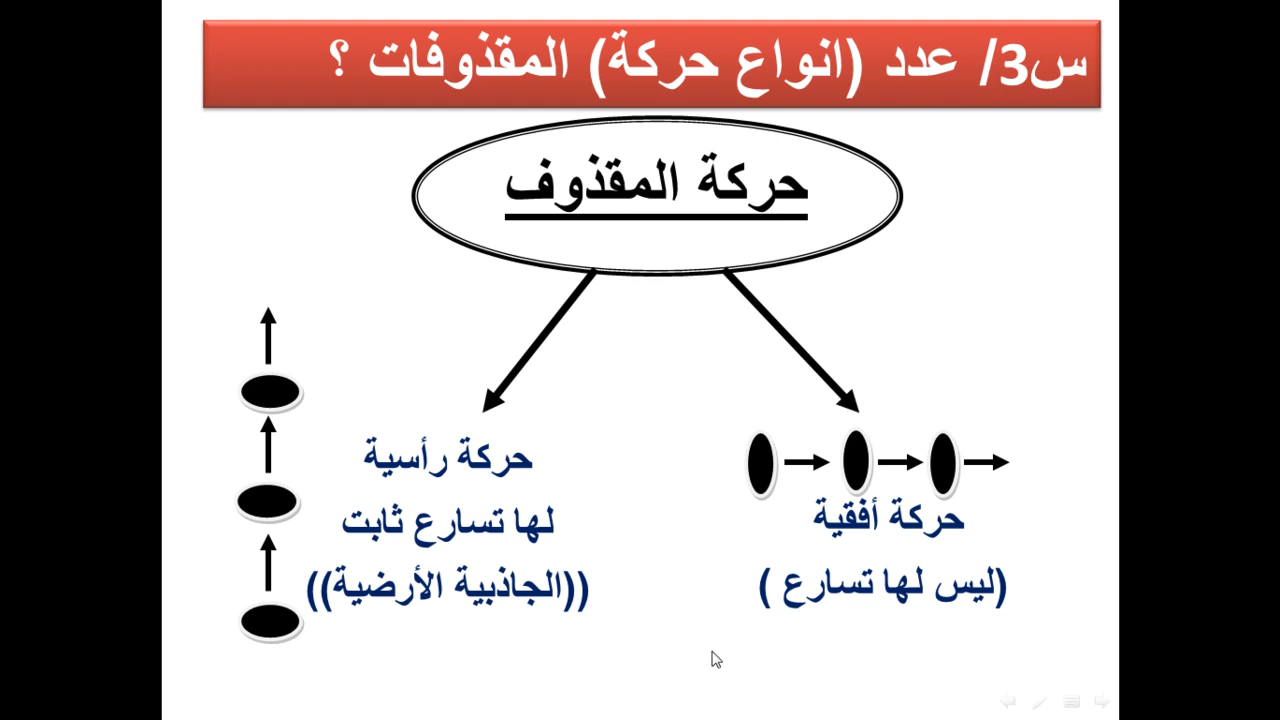 س3/ عدد (انواع حركة) المقذوفات ؟
حركة المقذوف
حركة أفقية
(ليس لها تسارع )
حركة رأسية
لها تسارع ثابت
((الجاذبية الأرضية))